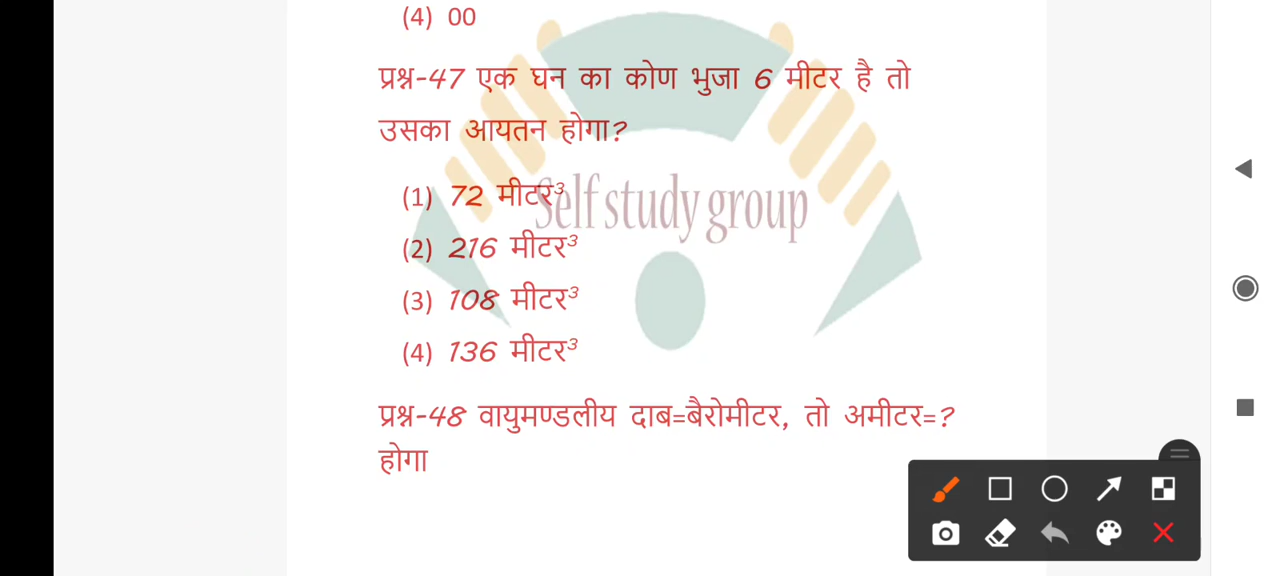 (4) 00
प्रश्न-47 एक घन का कोण भुजा 6 मीटर है तो
उसका आयतन होगा?
(1) 72 मीटर³
Self study group
(2) 216 मीटर³
(3) 108 मीटर³
(4) 136 मीटर³
प्रश्न-48 वायुमण्डलीय दाब=बैरोमीटर, तो अमीटर=?
होगा